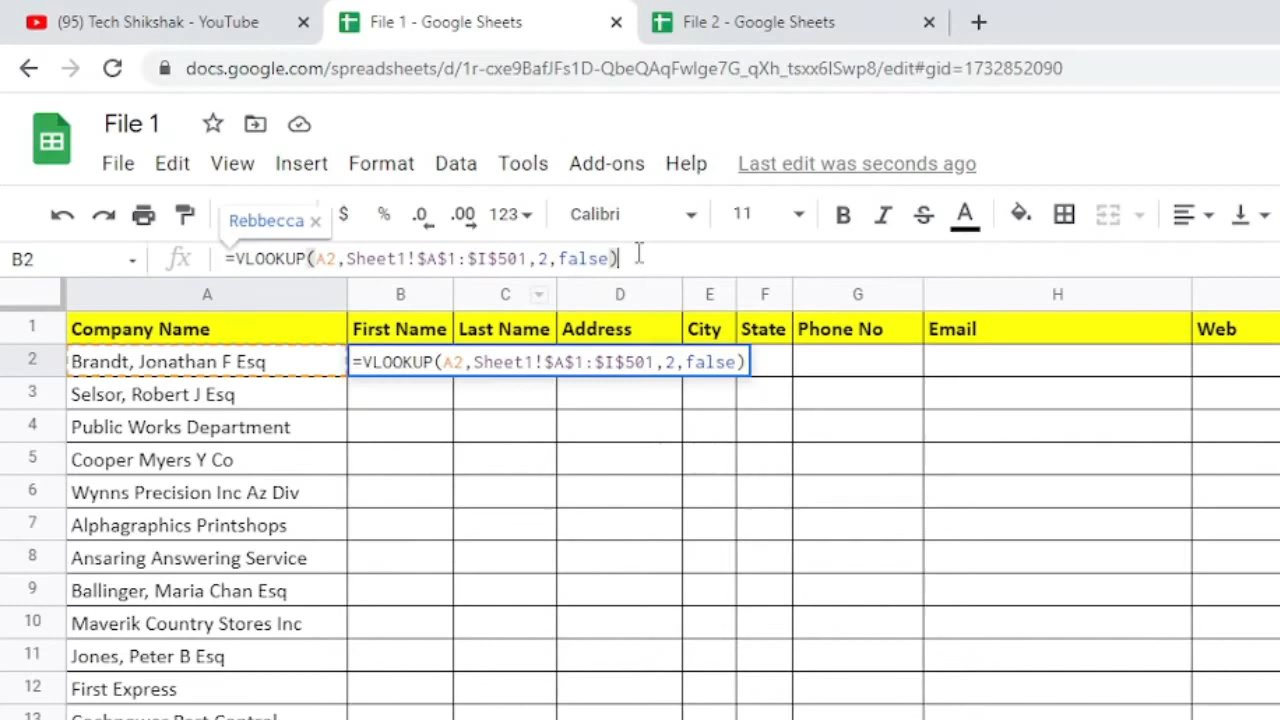 (95) Tech Shikshak - YouTube
File 1 - Google Sheets
File 2 - Google Sheets
docs.google.com/spreadsheets/d/1r-cxe9BafJFs1D-QbeQAqFwIge7G_qXh_tsxx6ISwp8/edit#gid=1732852090
File 1
File Edit View Insert Format Data Tools Add-ons Help Last edit was seconds ago
Rebbecca ×
$ % .0 .00 123 Calibri 11 B I S A
B2 fx =VLOOKUP(A2,Sheet1!$A$1:$I$501,2,false)
A B C D E F G H
1 Company Name First Name Last Name Address City State Phone No Email Web
2 Brandt, Jonathan F Esq =VLOOKUP(A2,Sheet1!$A$1:$I$501,2,false)
3 Selsor, Robert J Esq
4 Public Works Department
5 Cooper Myers Y Co
6 Wynns Precision Inc Az Div
7 Alphagraphics Printshops
8 Ansaring Answering Service
9 Ballinger, Maria Chan Esq
10 Maverik Country Stores Inc
11 Jones, Peter B Esq
12 First Express
13